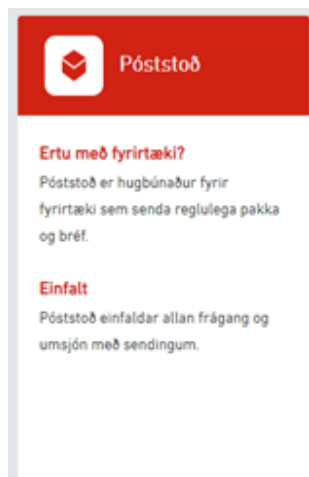 Póststoð
Ertu með fyrirtæki?
Póststoð er hugbúnaður fyrir
fyrirtæki sem senda reglulega pakka
og bréf.
Einfalt
Póststoð einfaldar allan frágang og
umsjón með sendingum.